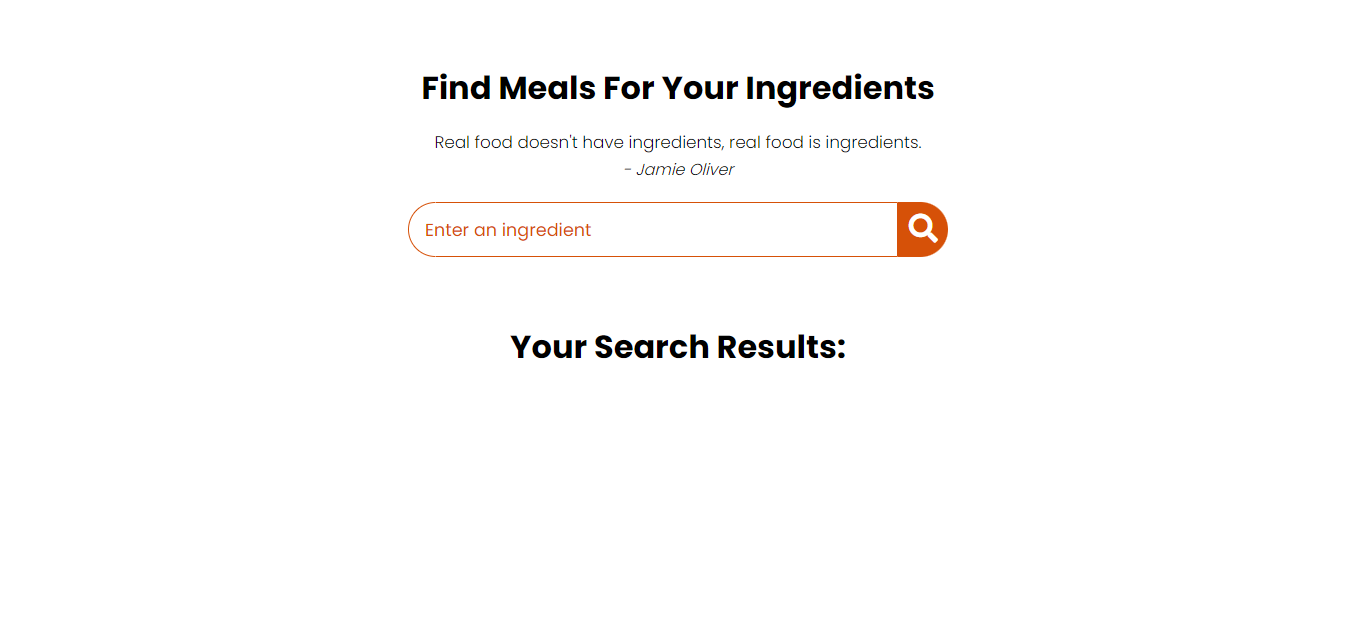 Find Meals For Your Ingredients
Real food doesn't have ingredients, real food is ingredients.
- Jamie Oliver
Enter an ingredient
Your Search Results: